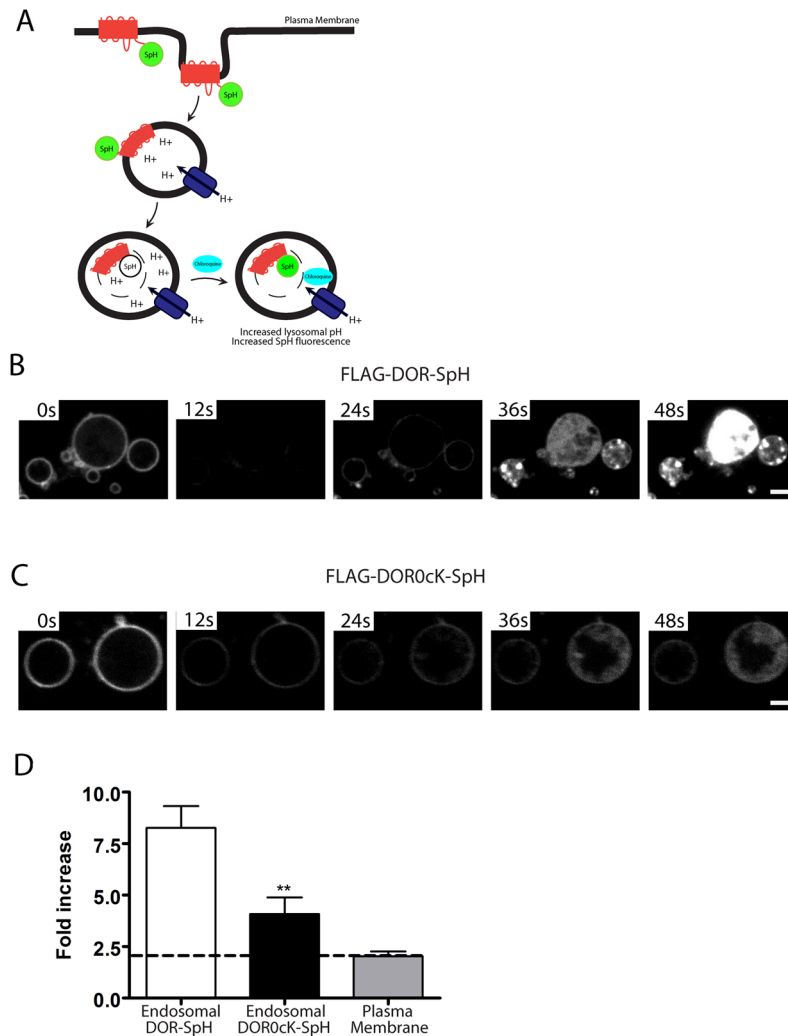 A
Plasma Membrane
SpH
SpH
SpH
H+
H+
H+
H+
SpH
H+
H+
H+
H+
H+
Chloroquine
SpH
Chloroquine
H+
Increased lysosomal pH
Increased SpH fluorescence
B
FLAG-DOR-SpH
0s 12s 24s 36s 48s
C
FLAG-DOR0cK-SpH
0s 12s 24s 36s 48s
D
Fold increase
10.0
7.5
5.0
2.5
0.0
**
Endosomal DOR-SpH
Endosomal DOR0cK-SpH
Plasma Membrane